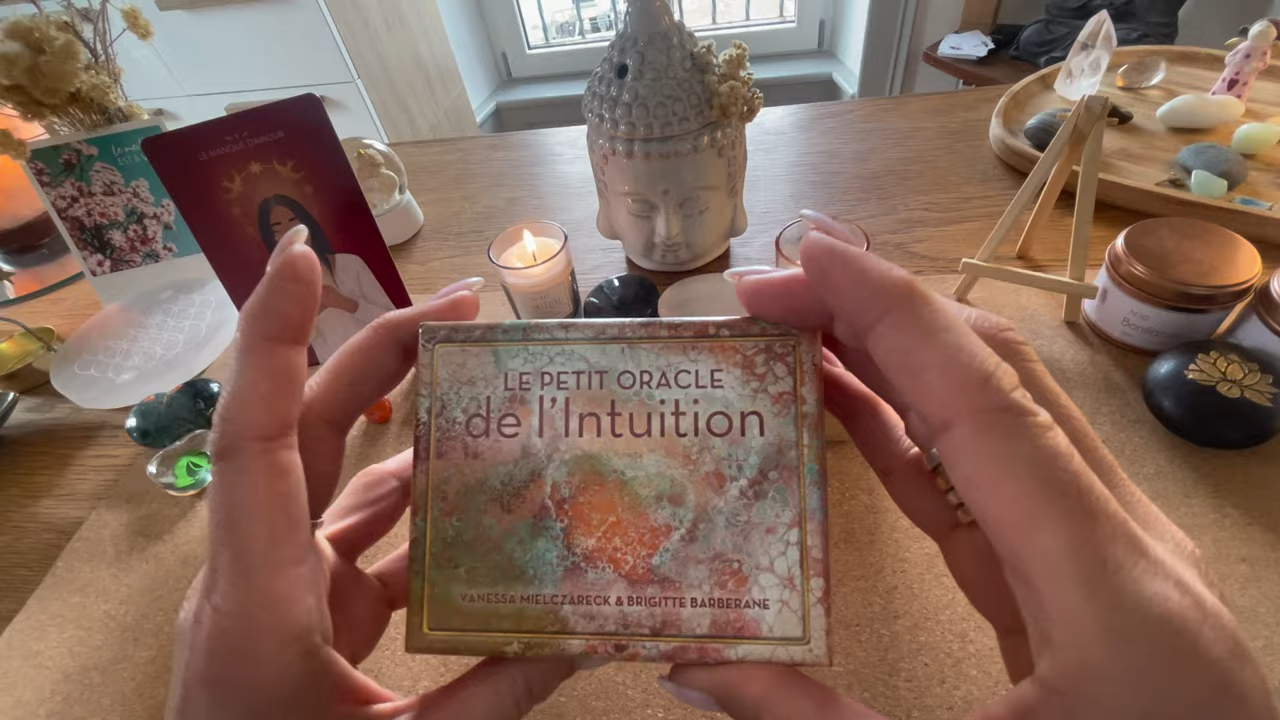 LE MANQUE D'AMOUR
LE PETIT ORACLE
de l'Intuition
VANESSA MIELCZARECK & BRIGITTE BARBERANE